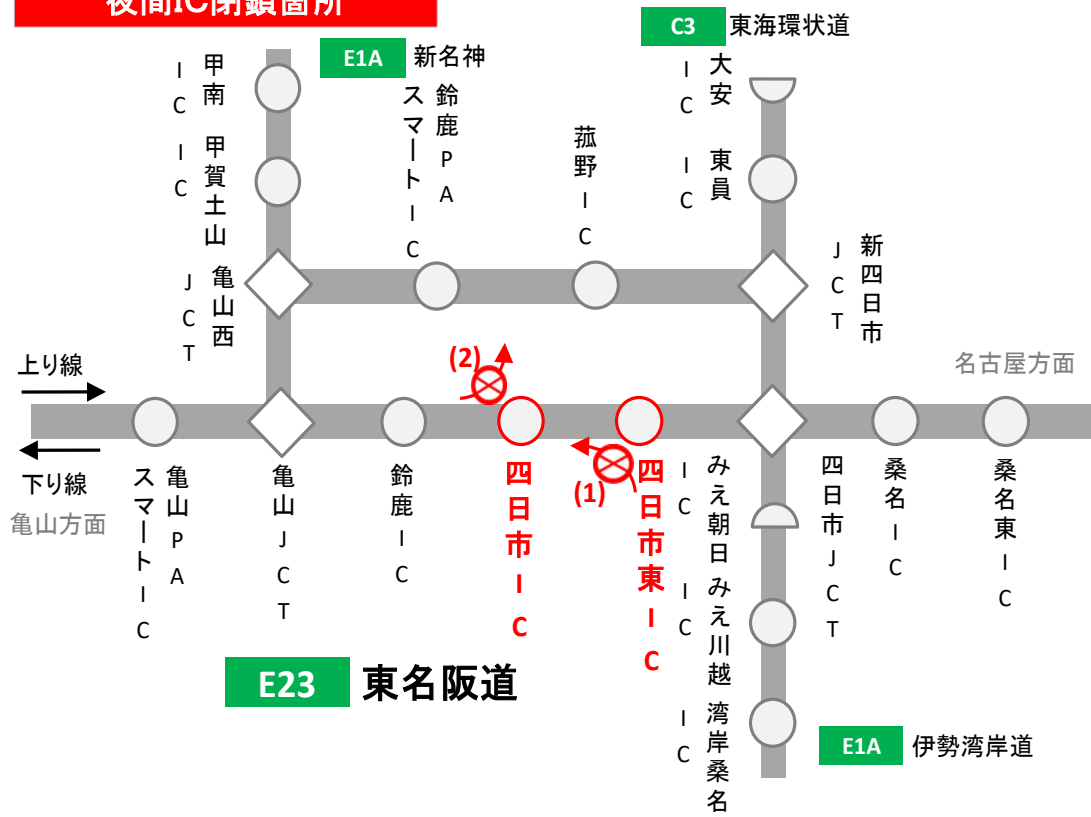 夜間IC閉鎖箇所
C3 東海環状道
E1A 新名神
甲南IC
甲賀土山IC
鈴鹿PAスマートIC
菰野IC
大安IC
東員IC
亀山西JCT
新四日市JCT
上り線
(2)
名古屋方面
下り線
亀山方面
(1)
亀山PAスマートIC
亀山JCT
鈴鹿IC
四日市IC
四日市東IC
みえ朝日IC
四日市JCT
桑名IC
桑名東IC
みえ川越IC
E23 東名阪道
湾岸桑名IC
E1A 伊勢湾岸道